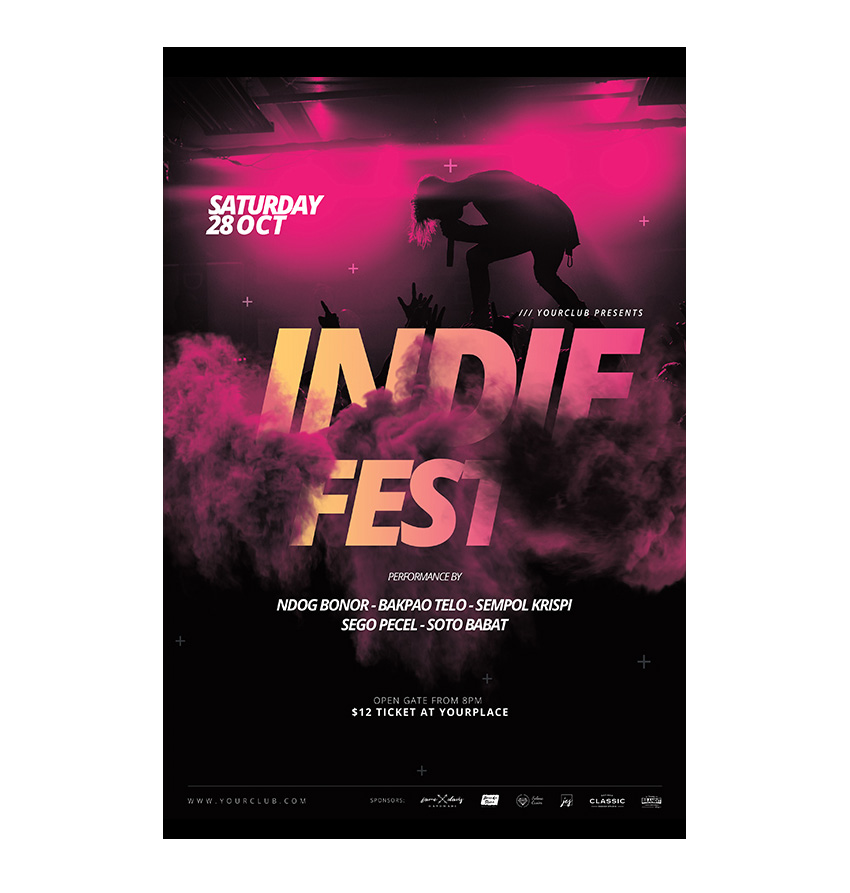 SATURDAY
28 OCT
/// YOURCLUB PRESENTS
INDIE
FEST
PERFORMANCE BY
NDOG BONOR - BAKPAO TELO - SEMPOL KRISPI
SEGO PECEL - SOTO BABAT
OPEN GATE FROM 8PM
$12 TICKET AT YOURPLACE
WWW.YOURCLUB.COM
SPONSORS:
CLASSIC